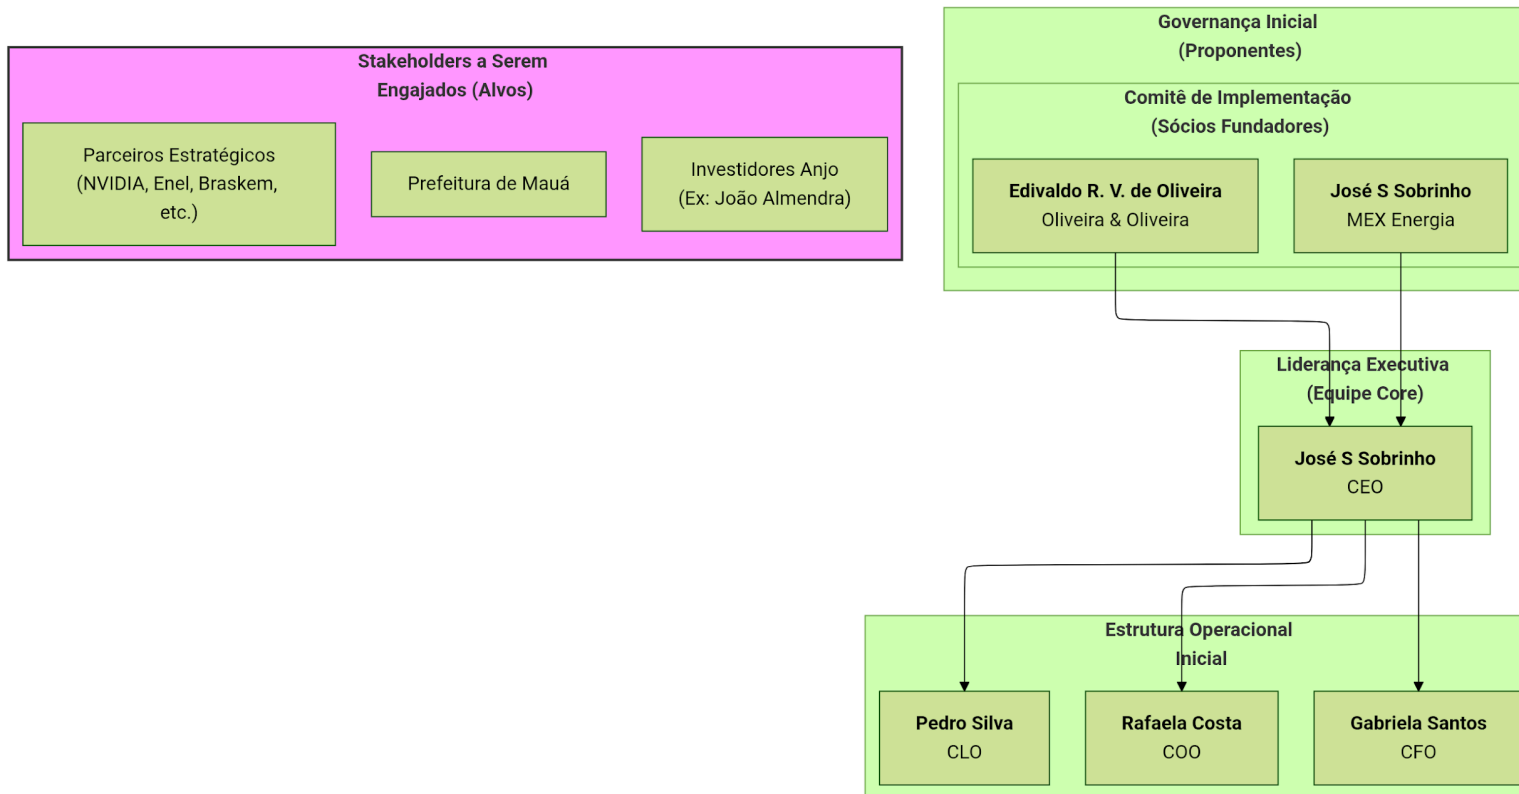 Stakeholders a Serem
Engajados (Alvos)
Parceiros Estratégicos
(NVIDIA, Enel, Braskem,
etc.)
Prefeitura de Mauá
Investidores Anjo
(Ex: João Almendra)
Governança Inicial
(Proponentes)
Comitê de Implementação
(Sócios Fundadores)
Edivaldo R. V. de Oliveira
Oliveira & Oliveira
José S Sobrinho
MEX Energia
Liderança Executiva
(Equipe Core)
José S Sobrinho
CEO
Estrutura Operacional
Inicial
Pedro Silva
CLO
Rafaela Costa
COO
Gabriela Santos
CFO